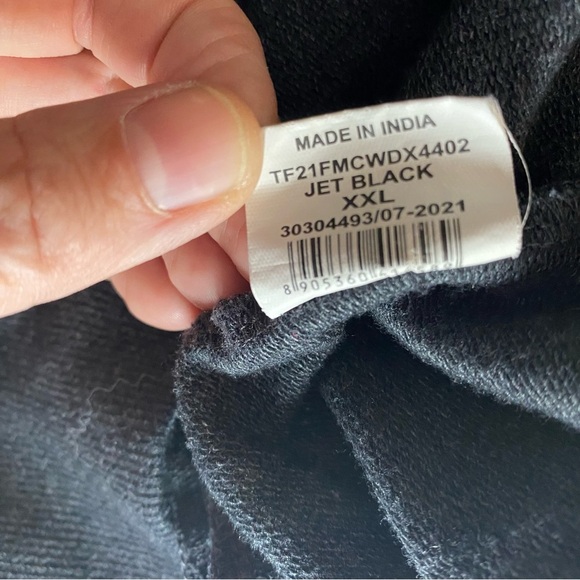 MADE IN INDIA
TF21FMCWDX4402
JET BLACK
XXL
30304493/07-2021